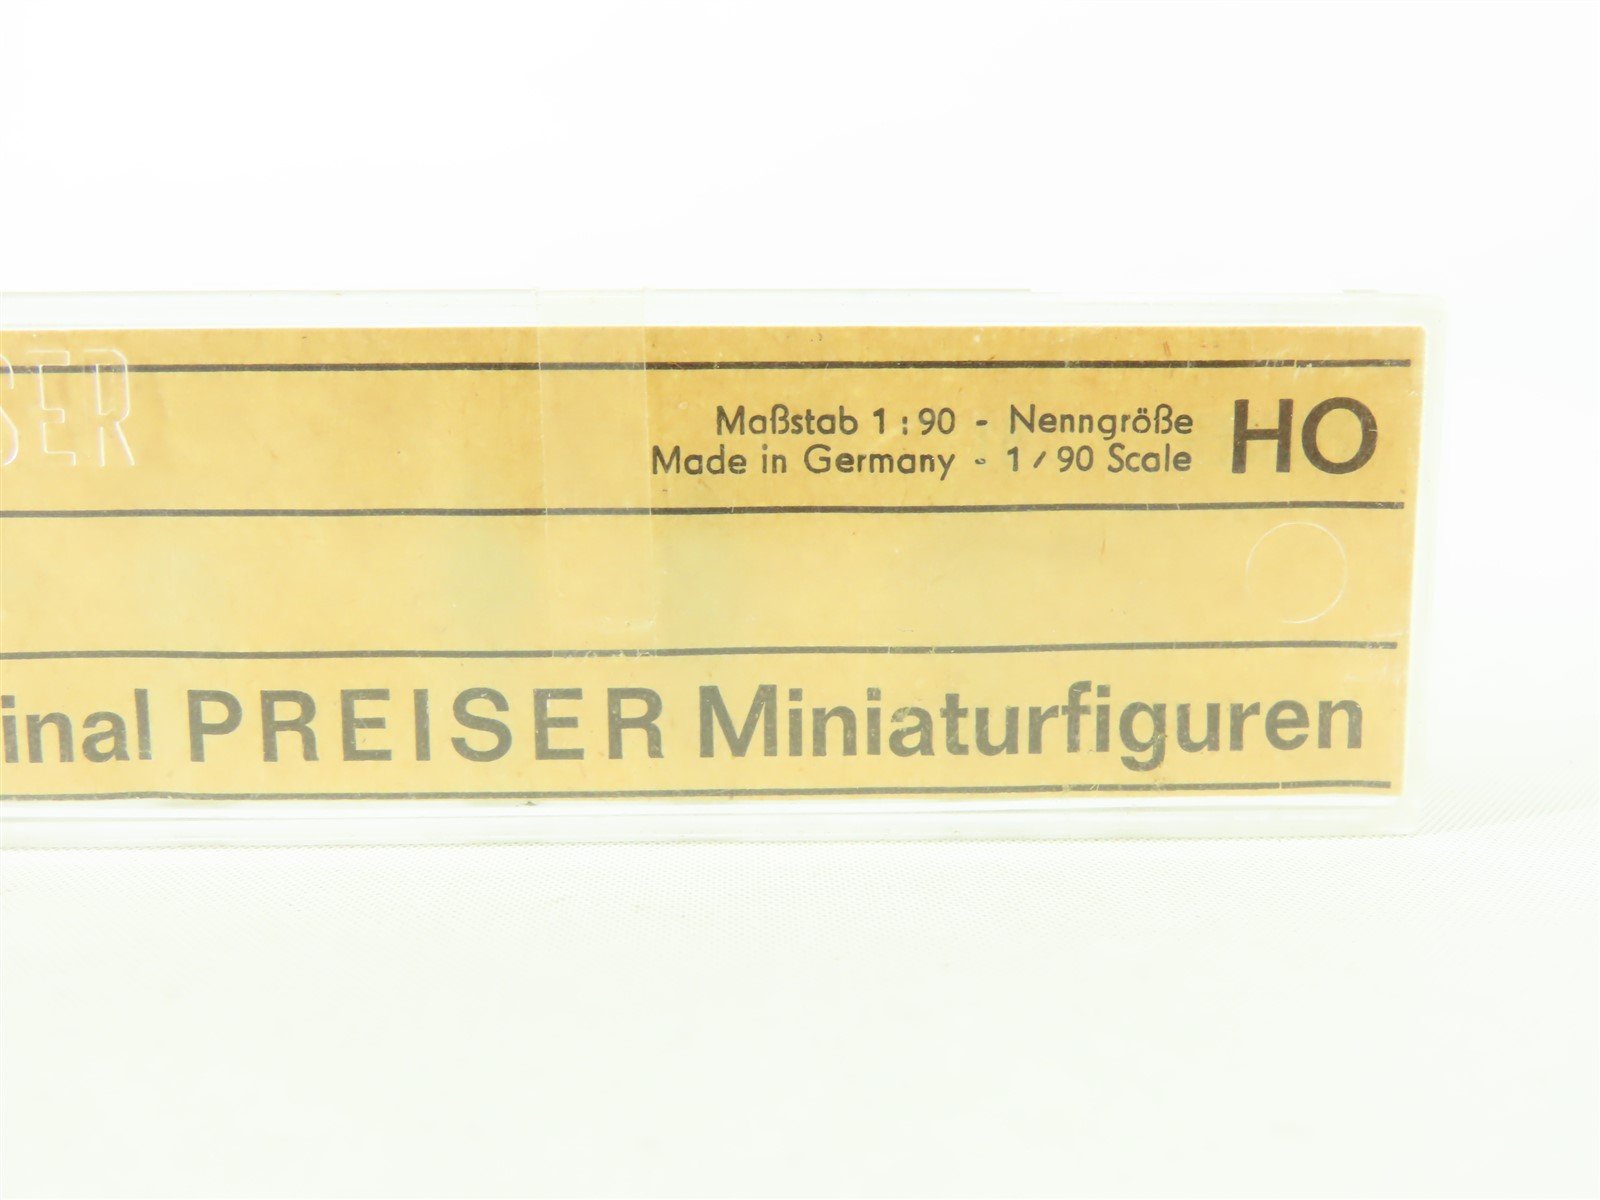 SER
Maßstab 1 : 90 - Nenngröße HO
Made in Germany - 1 / 90 Scale
inal PREISER Miniaturfiguren